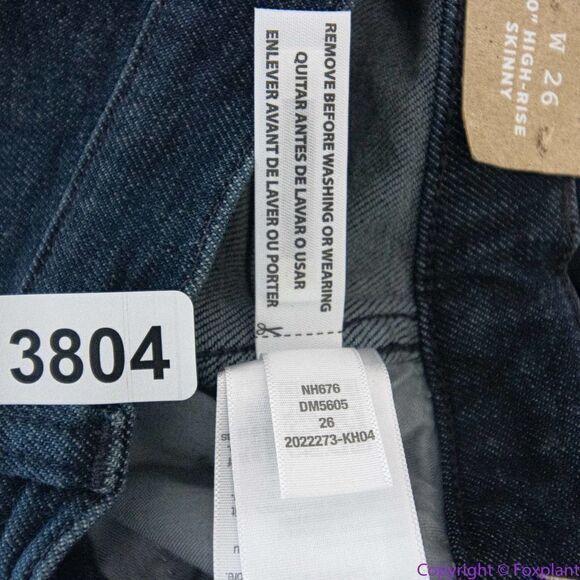 REMOVE BEFORE WASHING OR WEARING
QUITAR ANTES DE LAVAR O USAR
ENLEVER AVANT DE LAVER OU PORTER
W 26
0" HIGH-RISE
SKINNY
3804
NH676
DM5605
26
2022273-KH04
Copyright © Foxplant